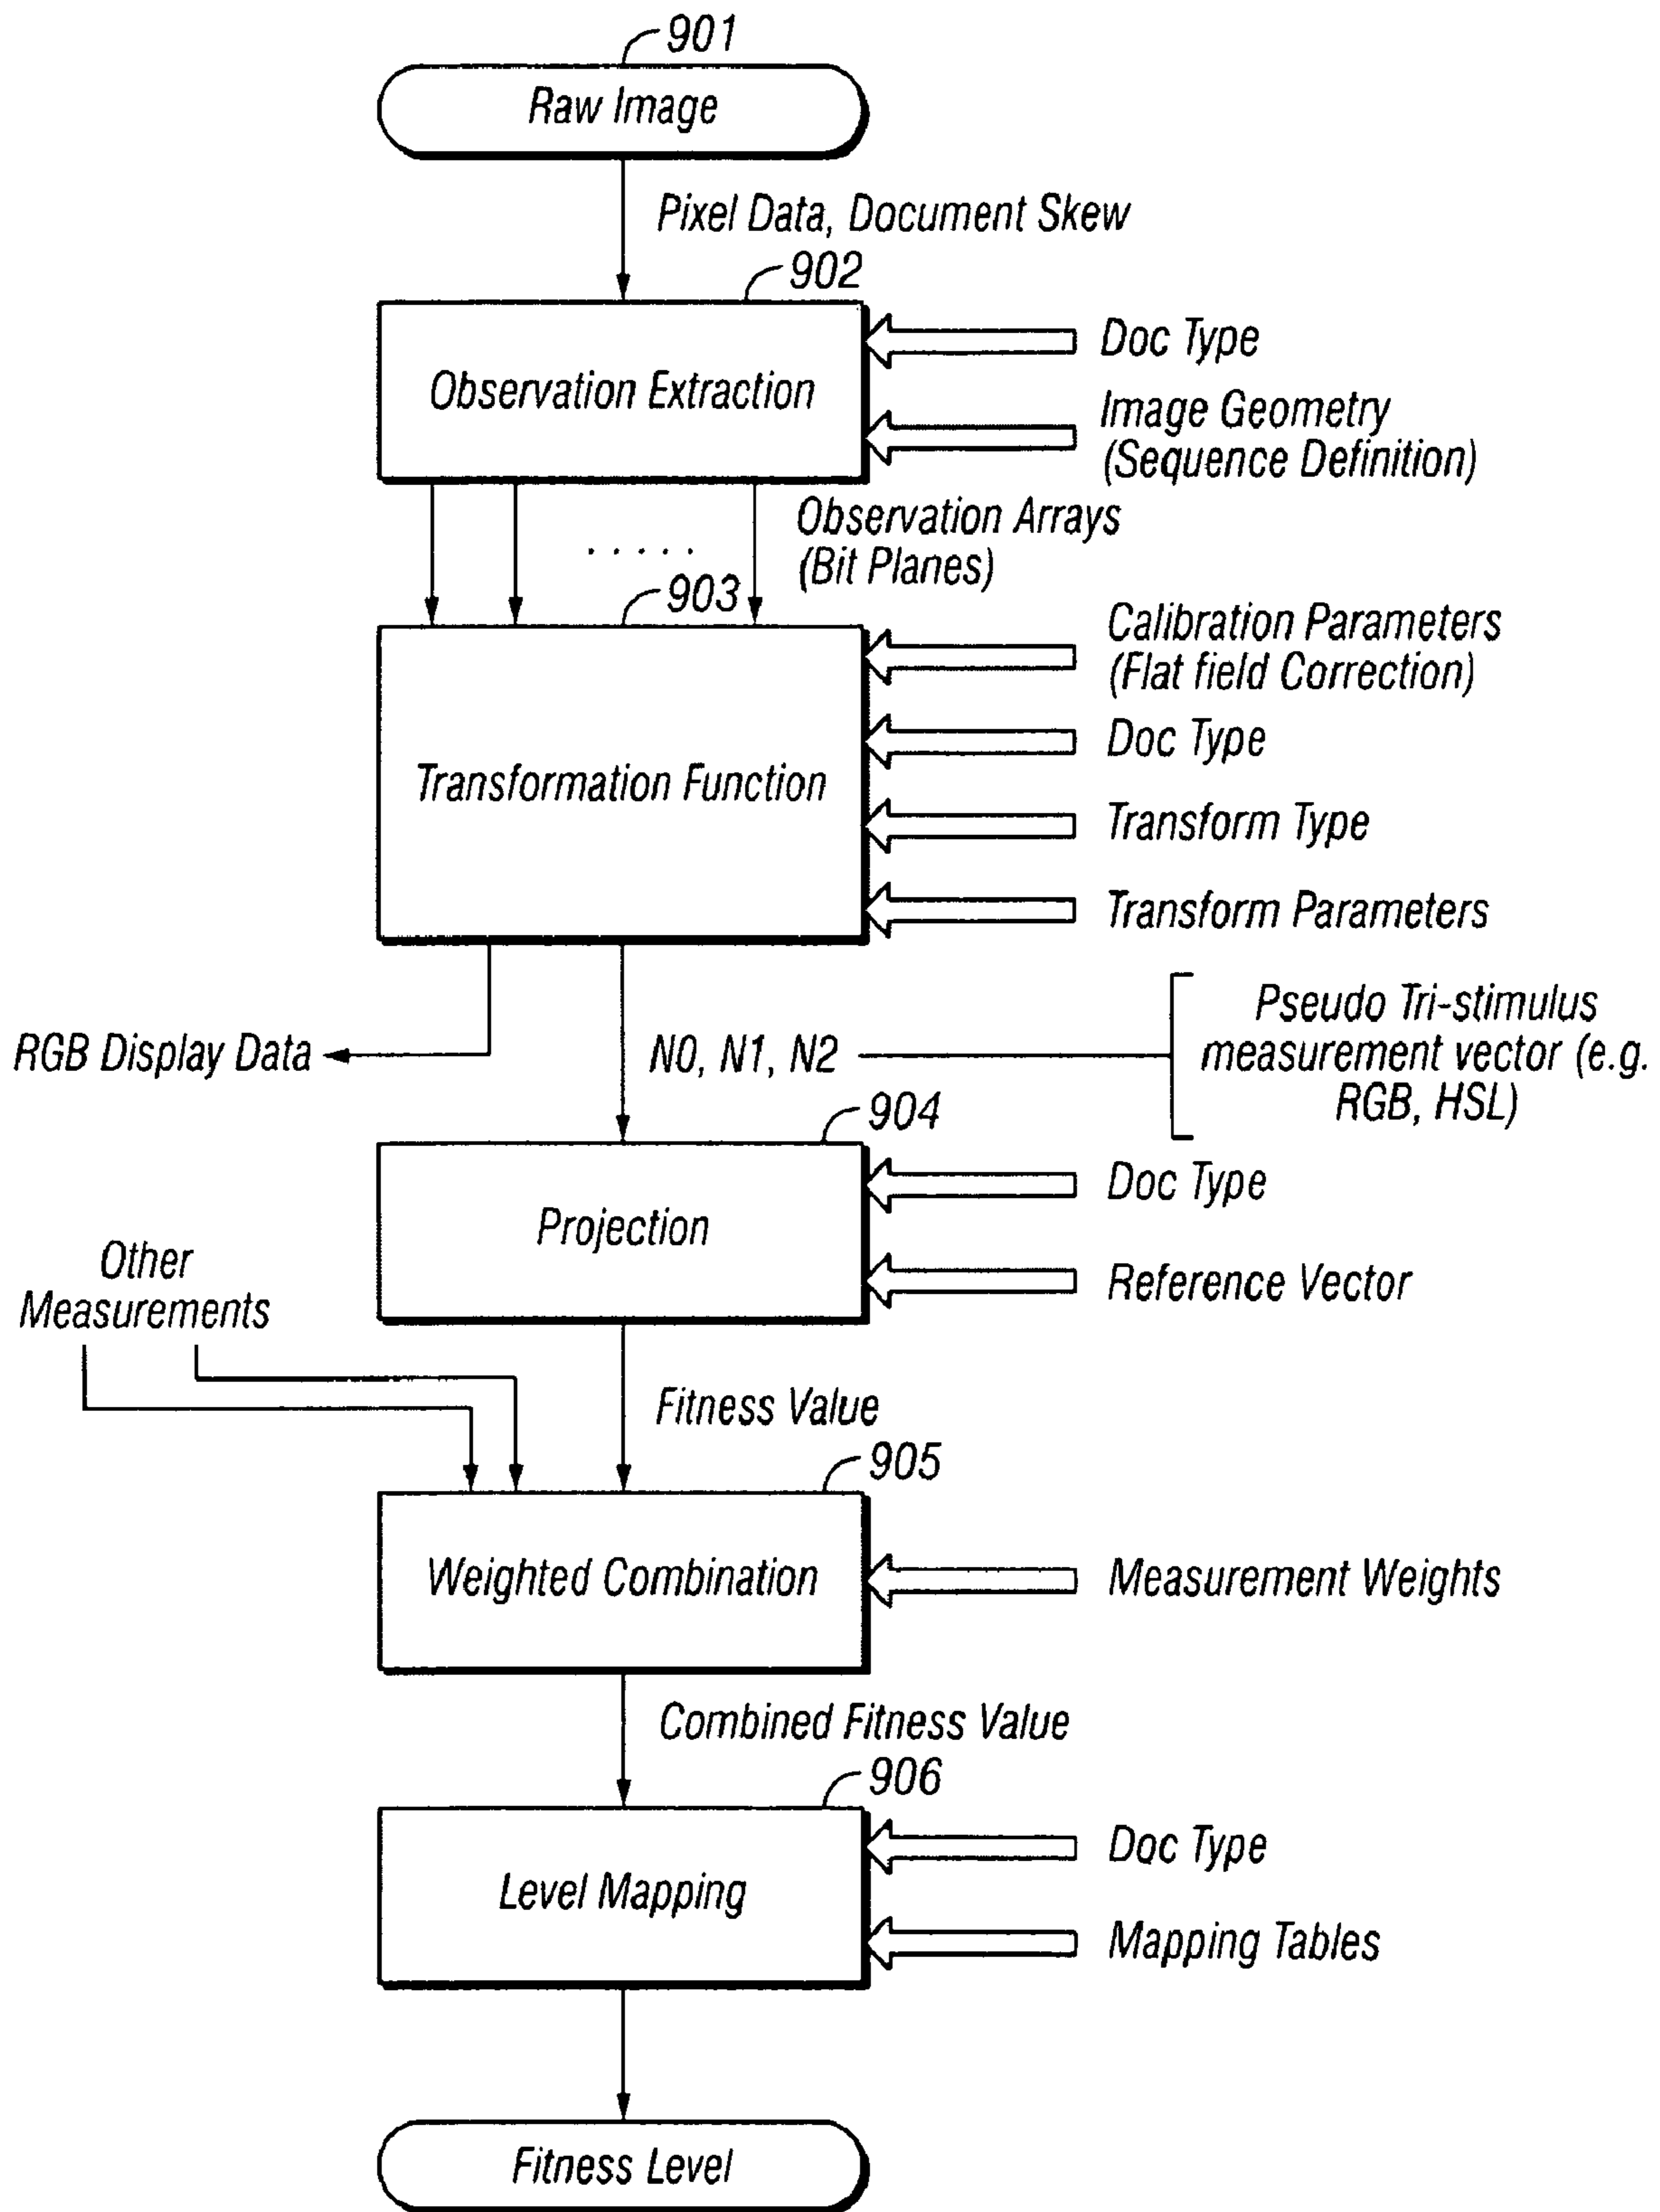 901
Raw Image
Pixel Data, Document Skew
902
Observation Extraction
Doc Type
Image Geometry
(Sequence Definition)
Observation Arrays
(Bit Planes)
.....
903
Transformation Function
Calibration Parameters
(Flat field Correction)
Doc Type
Transform Type
Transform Parameters
RGB Display Data
N0, N1, N2
Pseudo Tri-stimulus
measurement vector (e.g.
RGB, HSL)
904
Projection
Doc Type
Reference Vector
Other
Measurements
Fitness Value
905
Weighted Combination
Measurement Weights
Combined Fitness Value
906
Level Mapping
Doc Type
Mapping Tables
Fitness Level